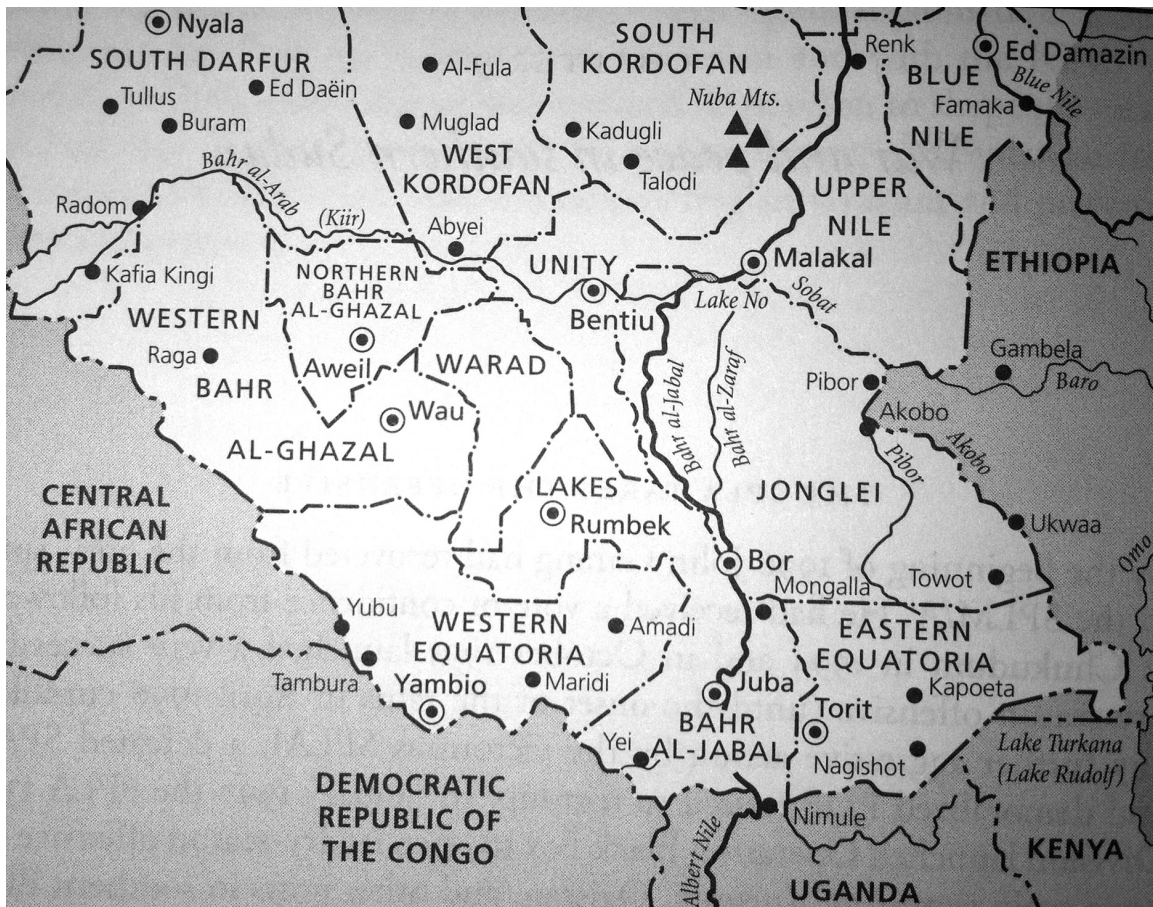 Nyala
SOUTH DARFUR
Tullus
Ed Daëin
Buram
Al-Fula
Muglad
WEST
KORDOFAN
SOUTH
KORDOFAN
Nuba Mts.
Kadugli
Talodi
Renk
BLUE
NILE
Ed Damazin
Blue Nile
Famaka
UPPER
NILE
Bahr al-Arab
(Kiir)
Radom
Kafia Kingi
Abyei
NORTHERN
BAHR
AL-GHAZAL
Aweil
UNITY
Bentiu
Malakal
Lake No
Sobat
ETHIOPIA
WESTERN
BAHR
AL-GHAZAL
Raga
WARAD
Wau
Bahr al-Jabal
Bahr al-Zaraf
Pibor
Akobo
Akobo
Pibor
Gambela
Baro
CENTRAL
AFRICAN
REPUBLIC
LAKES
Rumbek
JONGLEI
Bor
Mongalla
Ukwaa
Towot
Omo
Yubu
Tambura
WESTERN
EQUATORIA
Yambio
Amadi
Maridi
Juba
BAHR
AL-JABAL
Yei
EASTERN
EQUATORIA
Kapoeta
Torit
Nagishot
Nimule
Lake Turkana
(Lake Rudolf)
DEMOCRATIC
REPUBLIC OF
THE CONGO
Albert Nile
UGANDA
KENYA